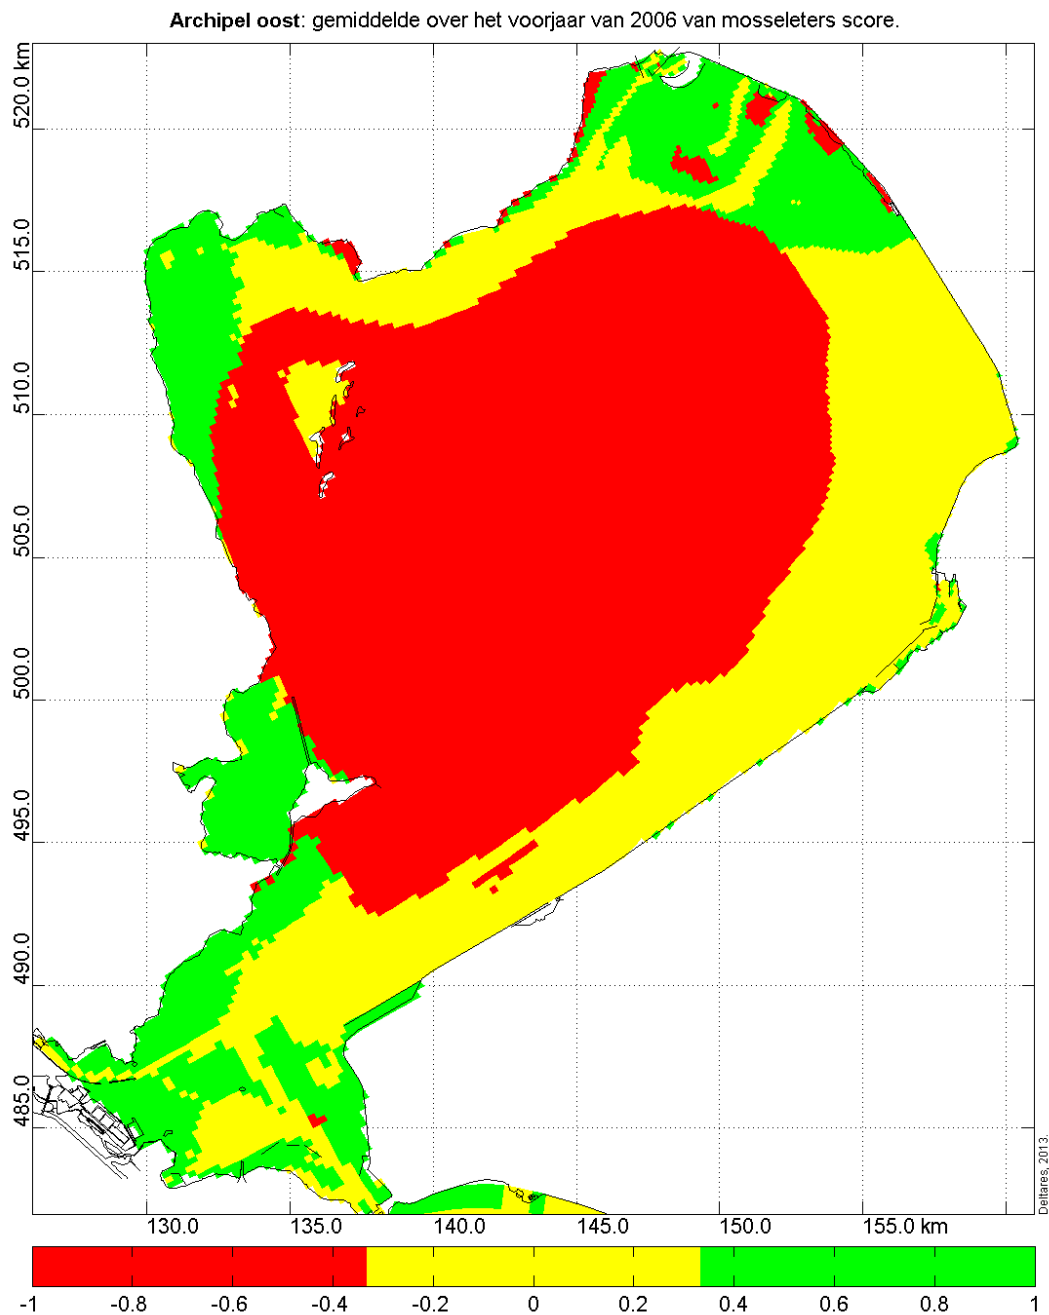 Archipel oost: gemiddelde over het voorjaar van 2006 van mosseleters score.
520.0 km
515.0
510.0
505.0
500.0
495.0
490.0
485.0
130.0 135.0 140.0 145.0 150.0 155.0 km
Deltares, 2013.
-1 -0.8 -0.6 -0.4 -0.2 0 0.2 0.4 0.6 0.8 1